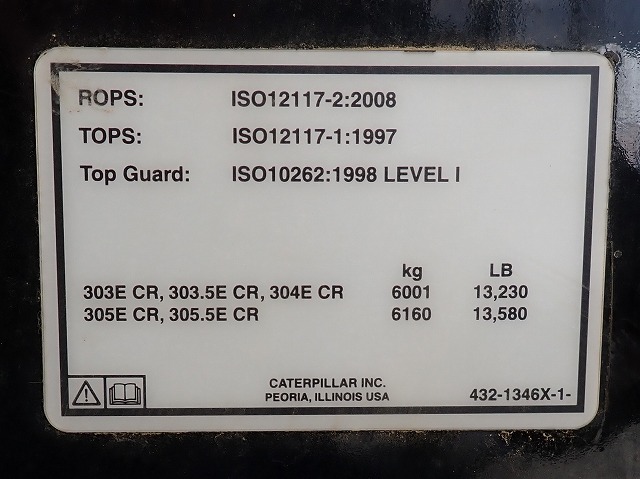 ROPS: ISO12117-2:2008
TOPS: ISO12117-1:1997
Top Guard: ISO10262:1998 LEVEL I
kg LB
303E CR, 303.5E CR, 304E CR 6001 13,230
305E CR, 305.5E CR 6160 13,580
CATERPILLAR INC.
PEORIA, ILLINOIS USA 432-1346X-1-